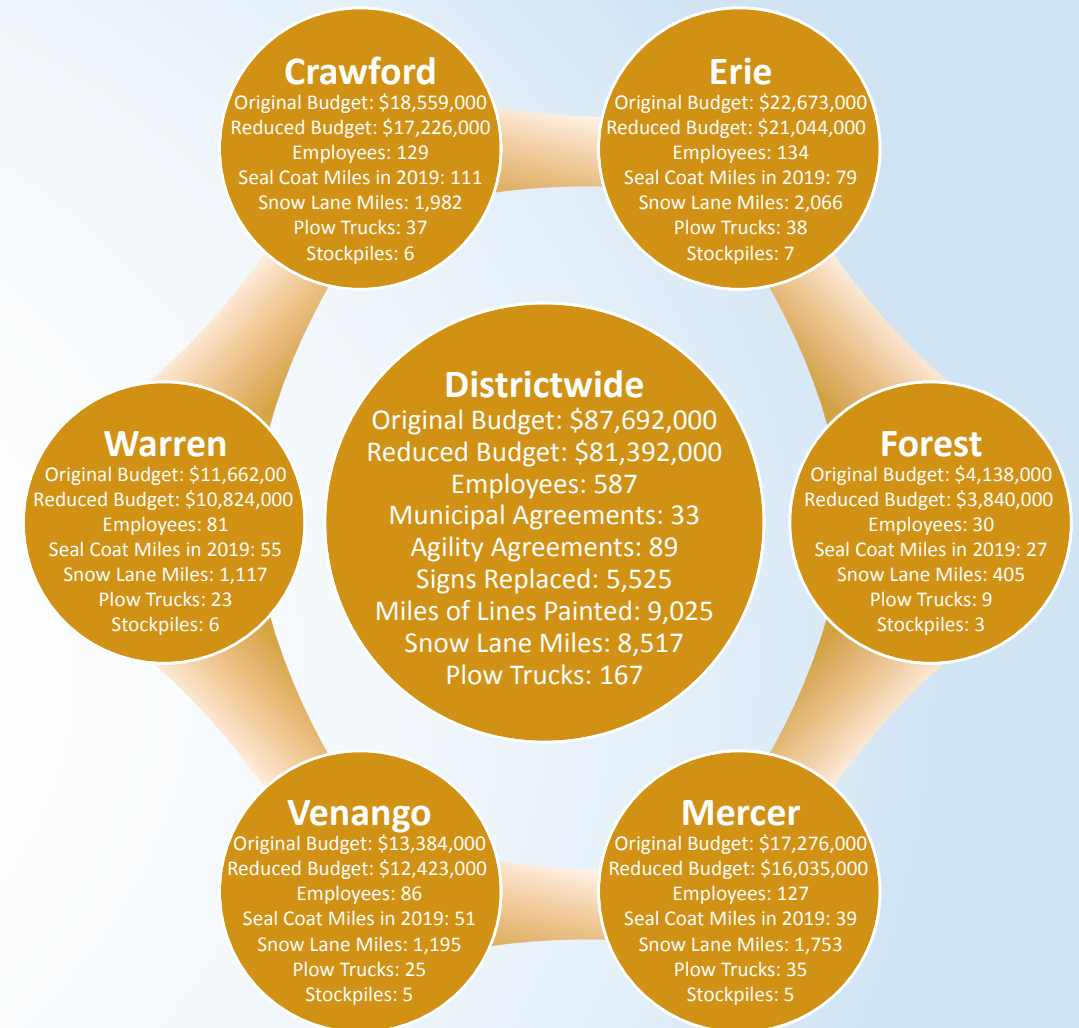 Crawford
Original Budget: $18,559,000
Reduced Budget: $17,226,000
Employees: 129
Seal Coat Miles in 2019: 111
Snow Lane Miles: 1,982
Plow Trucks: 37
Stockpiles: 6
Erie
Original Budget: $22,673,000
Reduced Budget: $21,044,000
Employees: 134
Seal Coat Miles in 2019: 79
Snow Lane Miles: 2,066
Plow Trucks: 38
Stockpiles: 7
Districtwide
Original Budget: $87,692,000
Reduced Budget: $81,392,000
Employees: 587
Municipal Agreements: 33
Agility Agreements: 89
Signs Replaced: 5,525
Miles of Lines Painted: 9,025
Snow Lane Miles: 8,517
Plow Trucks: 167
Warren
Original Budget: $11,662,00
Reduced Budget: $10,824,000
Employees: 81
Seal Coat Miles in 2019: 55
Snow Lane Miles: 1,117
Plow Trucks: 23
Stockpiles: 6
Forest
Original Budget: $4,138,000
Reduced Budget: $3,840,000
Employees: 30
Seal Coat Miles in 2019: 27
Snow Lane Miles: 405
Plow Trucks: 9
Stockpiles: 3
Venango
Original Budget: $13,384,000
Reduced Budget: $12,423,000
Employees: 86
Seal Coat Miles in 2019: 51
Snow Lane Miles: 1,195
Plow Trucks: 25
Stockpiles: 5
Mercer
Original Budget: $17,276,000
Reduced Budget: $16,035,000
Employees: 127
Seal Coat Miles in 2019: 39
Snow Lane Miles: 1,753
Plow Trucks: 35
Stockpiles: 5